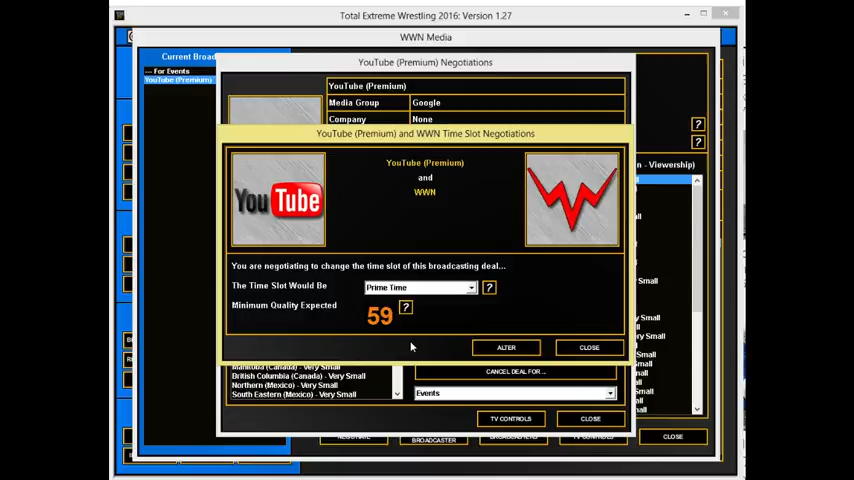 Total Extreme Wrestling 2016: Version 1.27
WWN Media
Current Broad
--- For Events
YouTube (Premium)
YouTube (Premium) Negotiations
YouTube (Premium)
Media Group
Google
Company
None
YouTube (Premium) and WWN Time Slot Negotiations
YouTube
YouTube (Premium)
and
WWN
?
?
n - Viewership)
You are negotiating to change the time slot of this broadcasting deal...
The Time Slot Would Be
Prime Time
?
Minimum Quality Expected
59
?
ALTER
CLOSE
British Columbia (Canada) - Very Small
Northern (Mexico) - Very Small
South Eastern (Mexico) - Very Small
CANCEL DEAL FOR ...
Events
TV CONTROLS
CLOSE
BROADCASTER
CLOSE